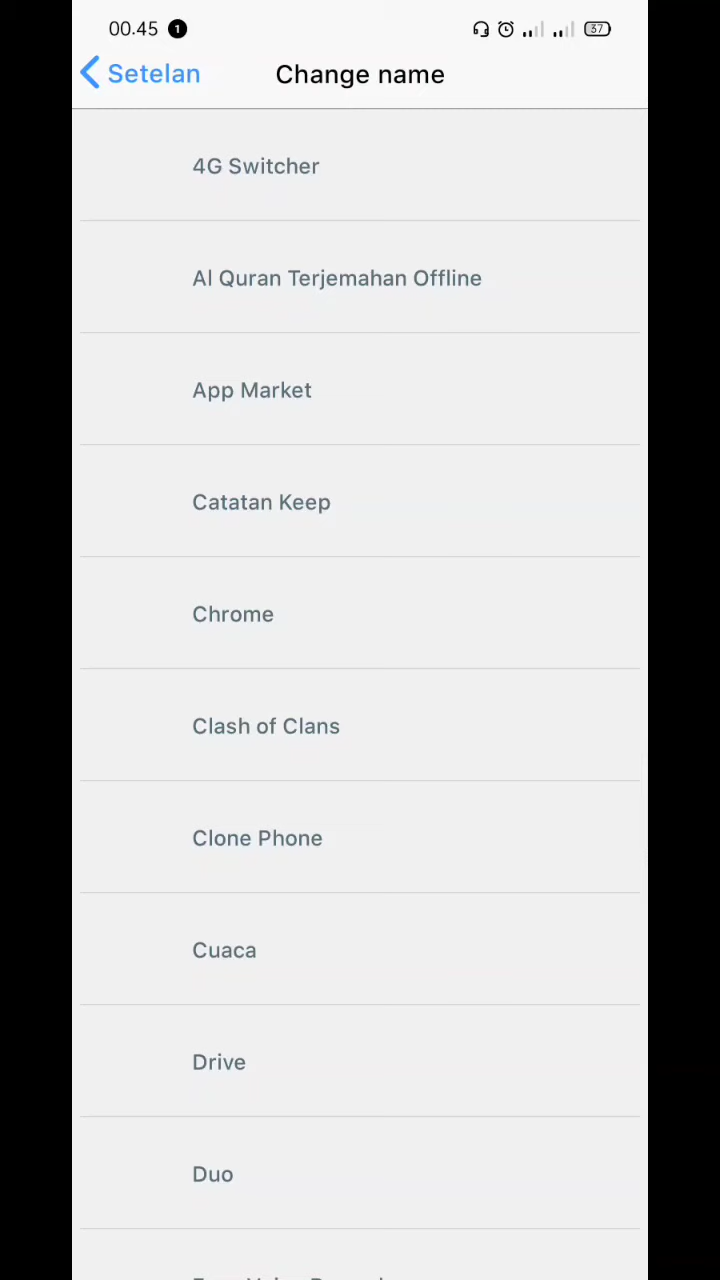 00.45 1 37
Setelan Change name
4G Switcher
Al Quran Terjemahan Offline
App Market
Catatan Keep
Chrome
Clash of Clans
Clone Phone
Cuaca
Drive
Duo